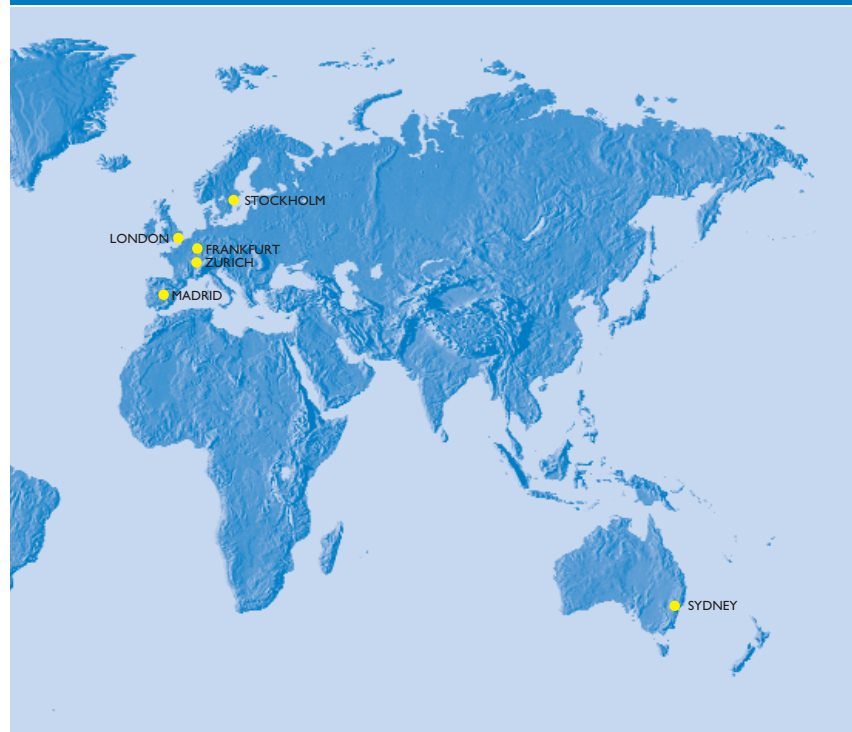 STOCKHOLM
LONDON
FRANKFURT
ZURICH
MADRID
SYDNEY